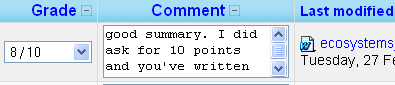 Grade Comment Last modified
good summary. I did
ask for 10 points
and you've written
8 / 10
ecosystems
Tuesday, 27 Fe